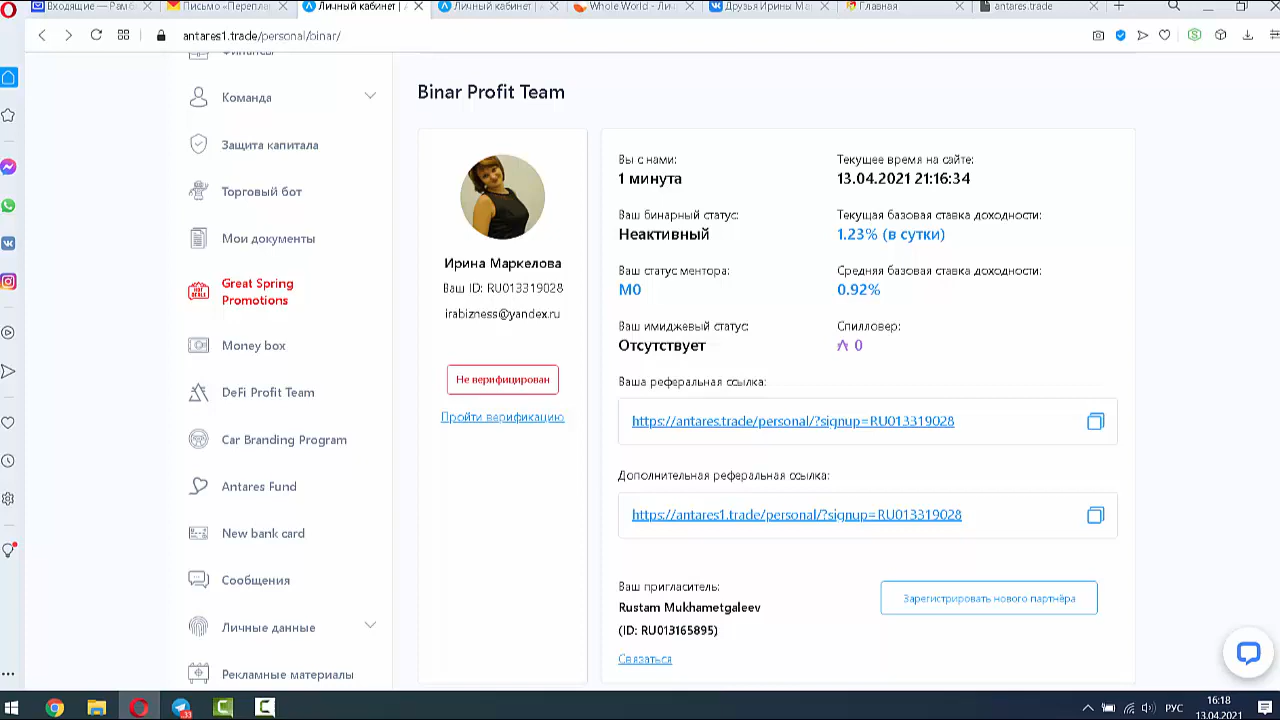 Входящие — Рамб
Письмо «Перепла
Личный кабинет | А
Личный кабинет |
Whole World - Ли
Друзья Ирины Ма
Главная
antares.trade
antares1.trade/personal/binar/
Финансы
Команда
Защита капитала
Торговый бот
Мои документы
Great Spring
Promotions
Money box
DeFi Profit Team
Car Branding Program
Antares Fund
New bank card
Сообщения
Личные данные
Рекламные материалы
Binar Profit Team
Ирина Маркелова
Ваш ID: RU013319028
irabizness@yandex.ru
Не верифицирован
Пройти верификацию
Вы с нами:
1 минута
Текущее время на сайте:
13.04.2021 21:16:34
Ваш бинарный статус:
Неактивный
Текущая базовая ставка доходности:
1.23% (в сутки)
Ваш статус ментора:
M0
Средняя базовая ставка доходности:
0.92%
Ваш имиджевый статус:
Отсутствует
Спилловер:
0
Ваша реферальная ссылка:
https://antares.trade/personal/?signup=RU013319028
Дополнительная реферальная ссылка:
https://antares1.trade/personal/?signup=RU013319028
Ваш пригласитель:
Rustam Mukhametgaleev
(ID: RU013165895)
Связаться
Зарегистрировать нового партнёра
33
РУС
16:18
13.04.2021